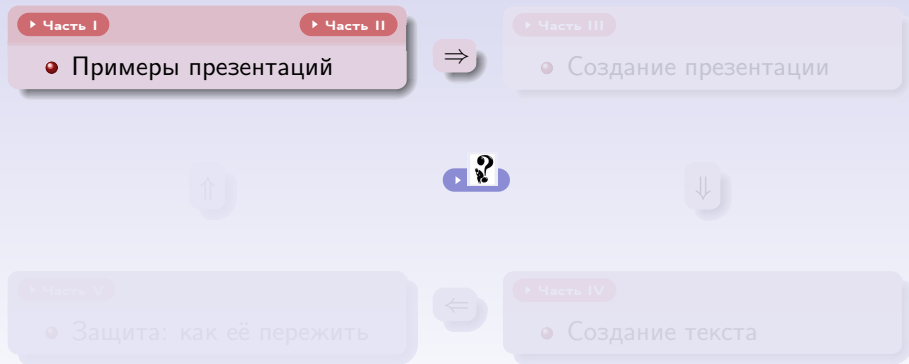 Часть I Часть II
Примеры презентаций
⇒
Часть III
Создание презентации
⇑
?
⇓
Часть V
Защита: как её пережить
⇐
Часть IV
Создание текста